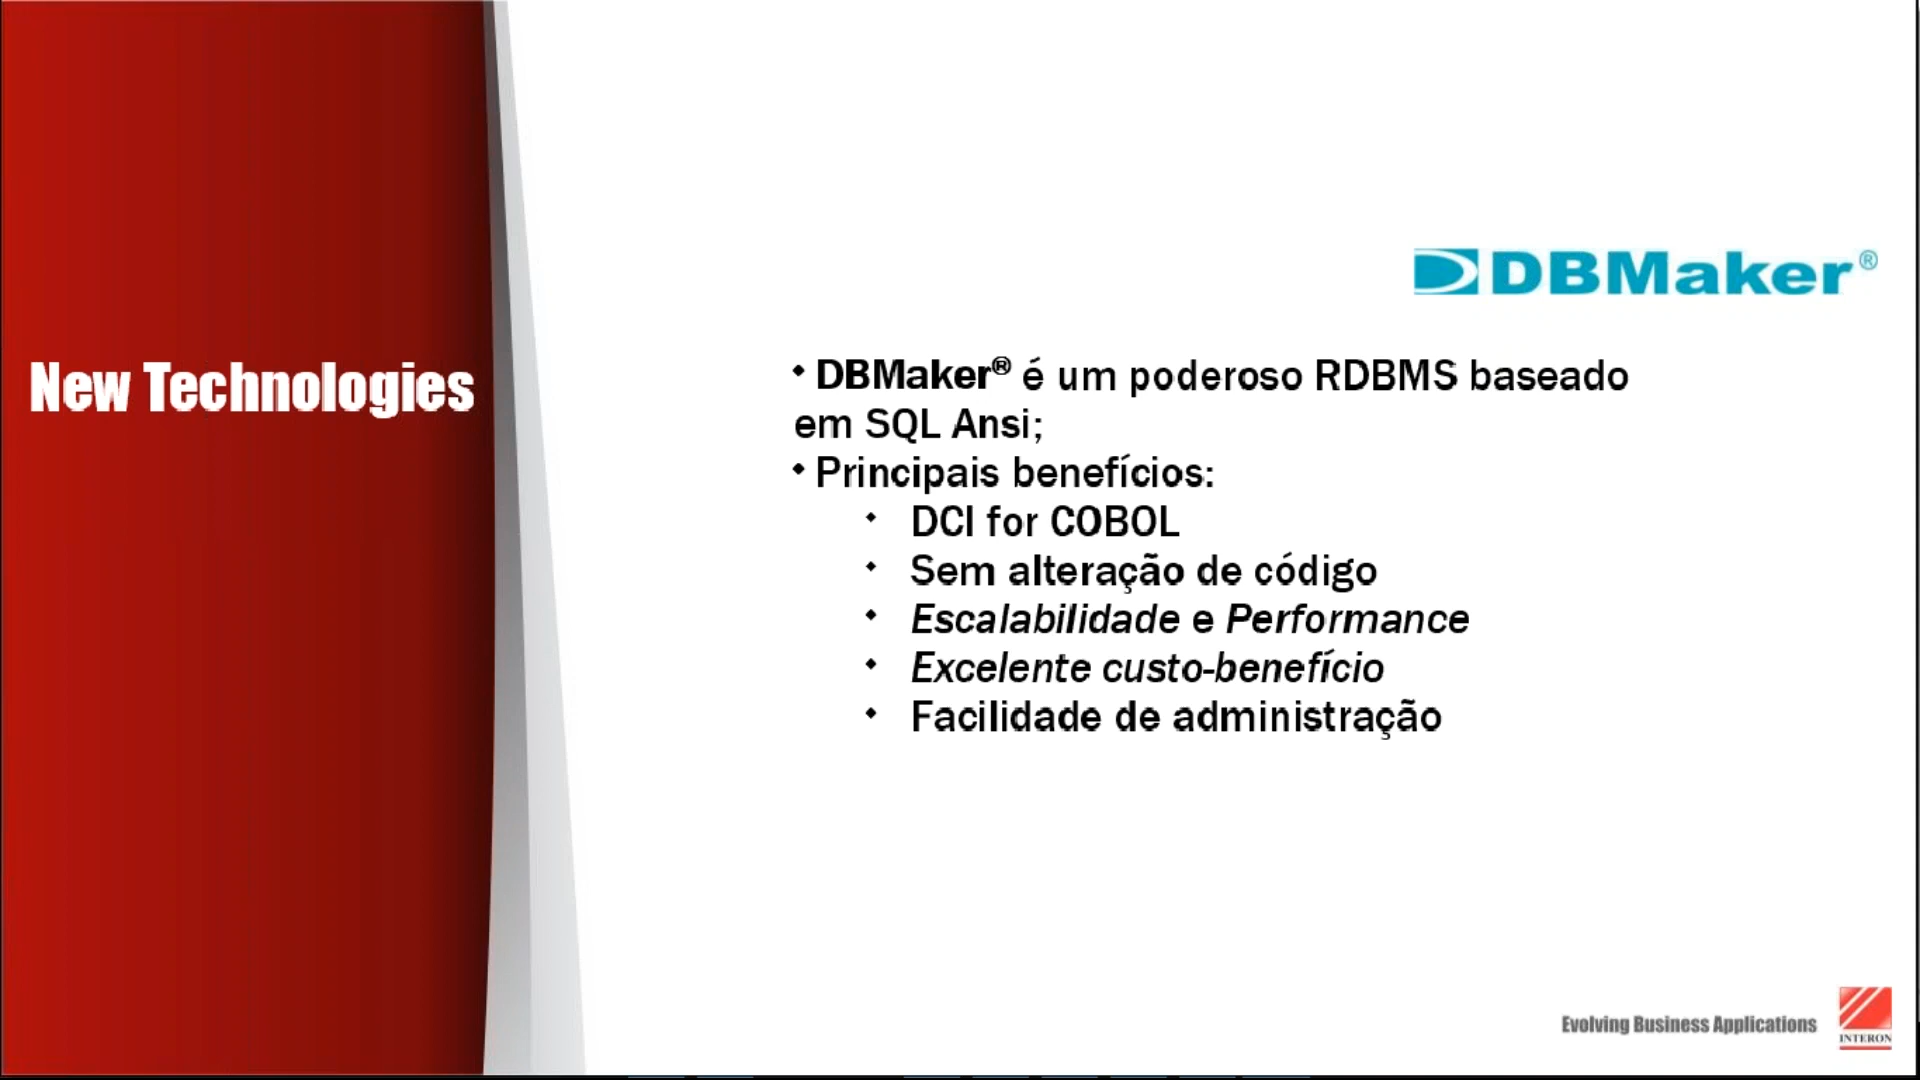 DBMaker®
New Technologies
• DBMaker® é um poderoso RDBMS baseado
em SQL Ansi;
• Principais benefícios:
• DCI for COBOL
• Sem alteração de código
• Escalabilidade e Performance
• Excelente custo-benefício
• Facilidade de administração
Evolving Business Applications
INTERON